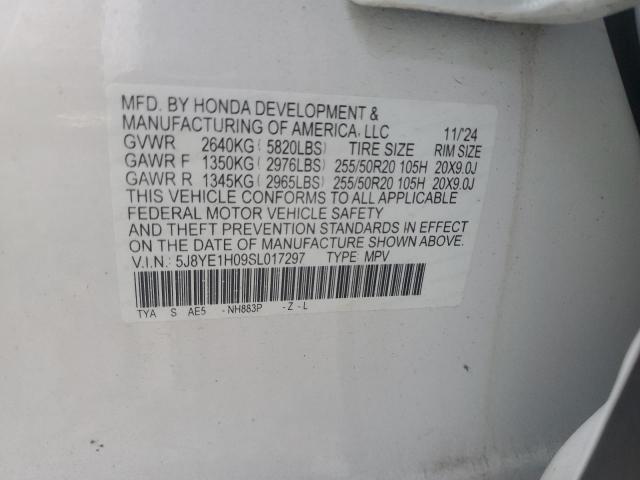 MFD. BY HONDA DEVELOPMENT &
MANUFACTURING OF AMERICA, LLC 11/'24
GVWR 2640KG ( 5820LBS) TIRE SIZE RIM SIZE
GAWR F 1350KG ( 2976LBS) 255/50R20 105H 20X9.0J
GAWR R 1345KG ( 2965LBS) 255/50R20 105H 20X9.0J
THIS VEHICLE CONFORMS TO ALL APPLICABLE
FEDERAL MOTOR VEHICLE SAFETY
AND THEFT PREVENTION STANDARDS IN EFFECT
ON THE DATE OF MANUFACTURE SHOWN ABOVE.
V.I.N.: 5J8YE1H09SL017297 TYPE: MPV
TYA S AE5 -NH883P -Z-L